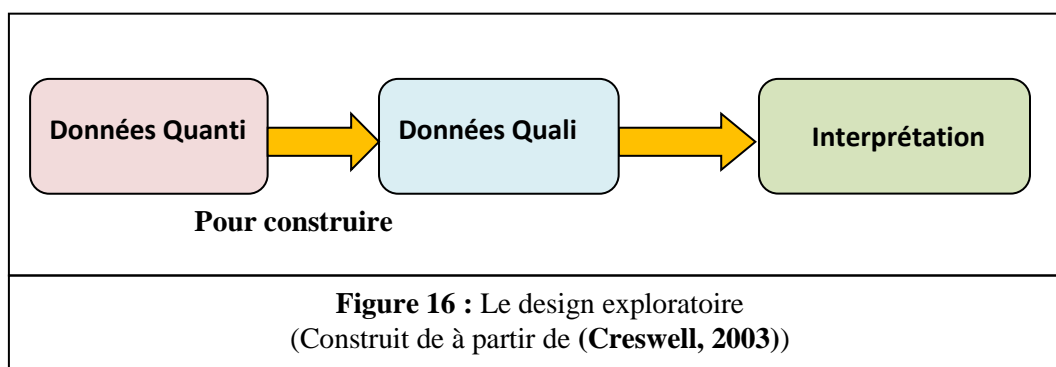 Données Quanti
Données Quali
Interprétation
Pour construire
Figure 16 : Le design exploratoire
(Construit de à partir de (Creswell, 2003))